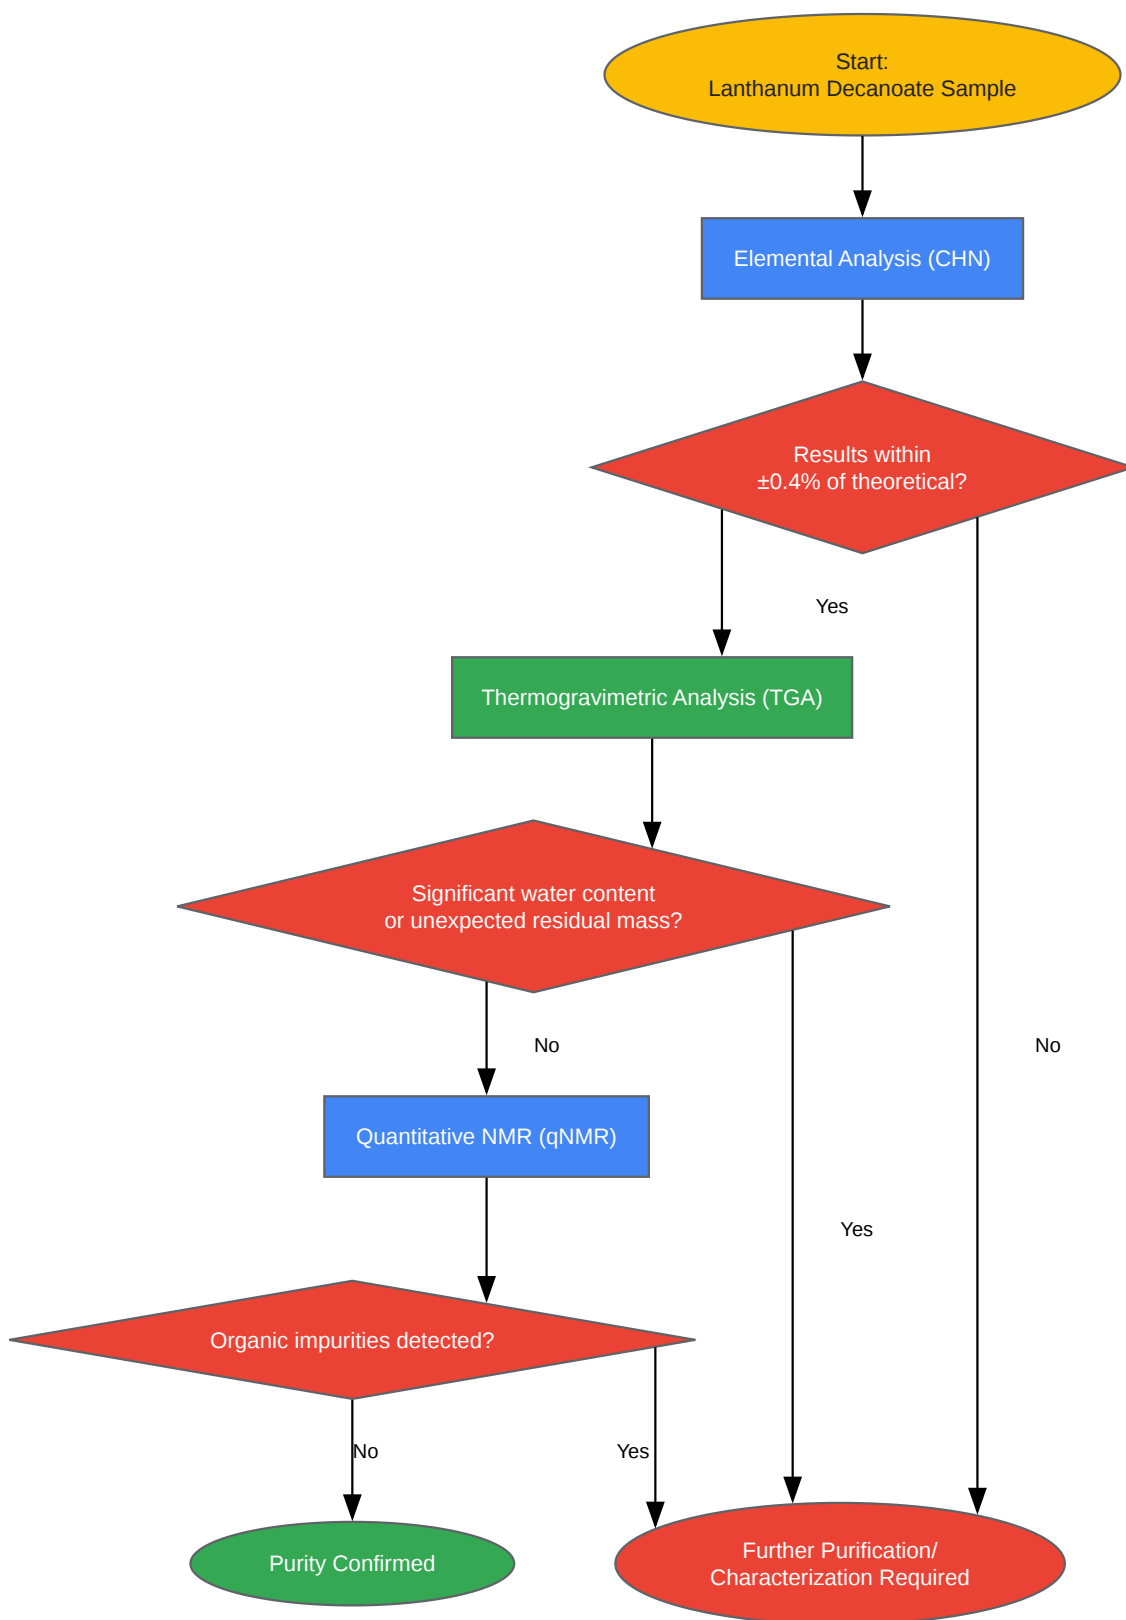 Start:
Lanthanum Decanoate Sample
Elemental Analysis (CHN)
Results within
±0.4% of theoretical?
Yes
Thermogravimetric Analysis (TGA)
Significant water content
or unexpected residual mass?
No
No
Quantitative NMR (qNMR)
Yes
Organic impurities detected?
No
Yes
Purity Confirmed
Further Purification/
Characterization Required